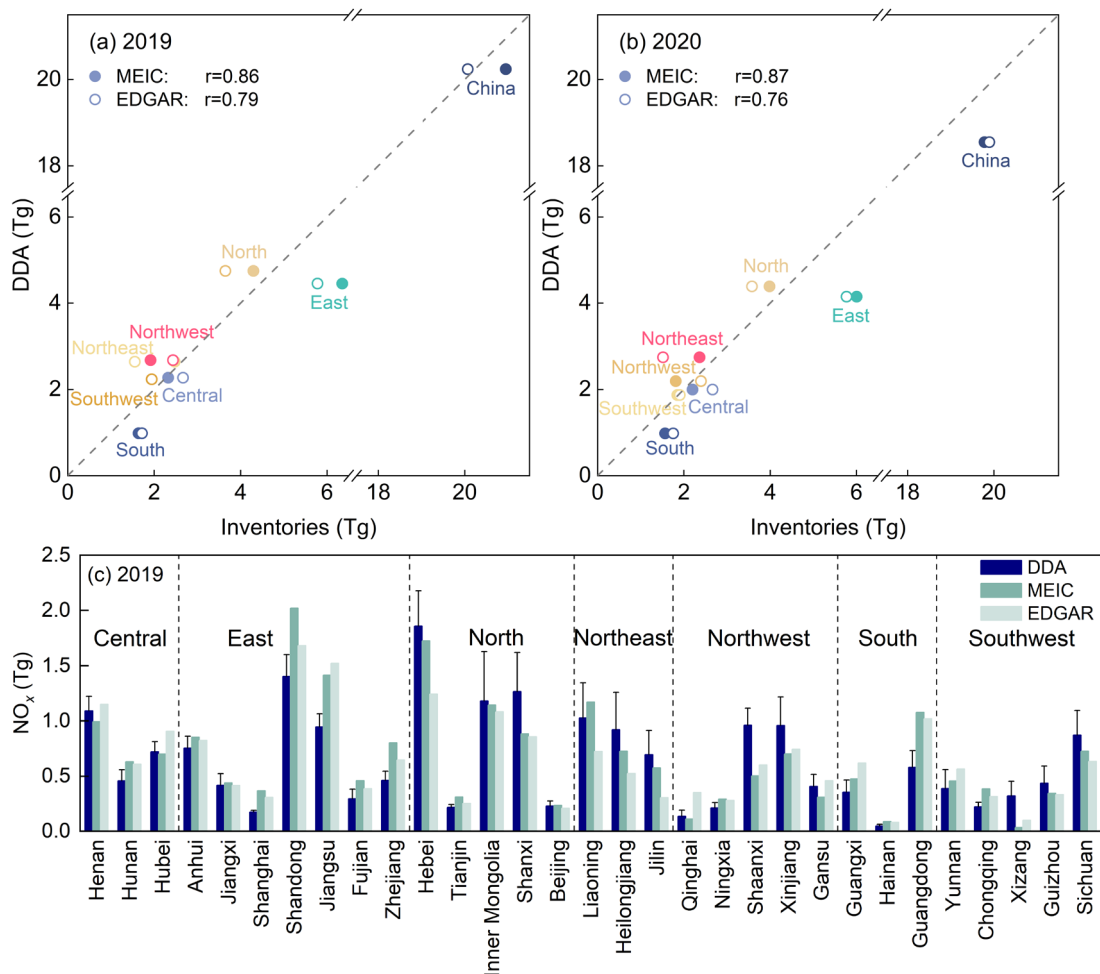 (a) 2019
MEIC: r=0.86
EDGAR: r=0.79
China
North
East
Northwest
Northeast
Southwest
Central
South
20
18
6
4
2
0
DDA (Tg)
0 2 4 6 18 20
Inventories (Tg)
(b) 2020
MEIC: r=0.87
EDGAR: r=0.76
China
North
East
Northeast
Northwest
Southwest
Central
South
20
18
6
4
2
0
DDA (Tg)
0 2 4 6 18 20
Inventories (Tg)
(c) 2019
DDA
MEIC
EDGAR
Central East North Northeast Northwest South Southwest
2.5
2.0
1.5
1.0
0.5
0.0
NOx (Tg)
Henan
Hunan
Hubei
Anhui
Jiangxi
Shanghai
Shandong
Jiangsu
Fujian
Zhejiang
Hebei
Tianjin
Inner Mongolia
Shanxi
Beijing
Liaoning
Heilongjiang
Jilin
Qinghai
Ningxia
Shaanxi
Xinjiang
Gansu
Guangxi
Hainan
Guangdong
Yunnan
Chongqing
Xizang
Guizhou
Sichuan